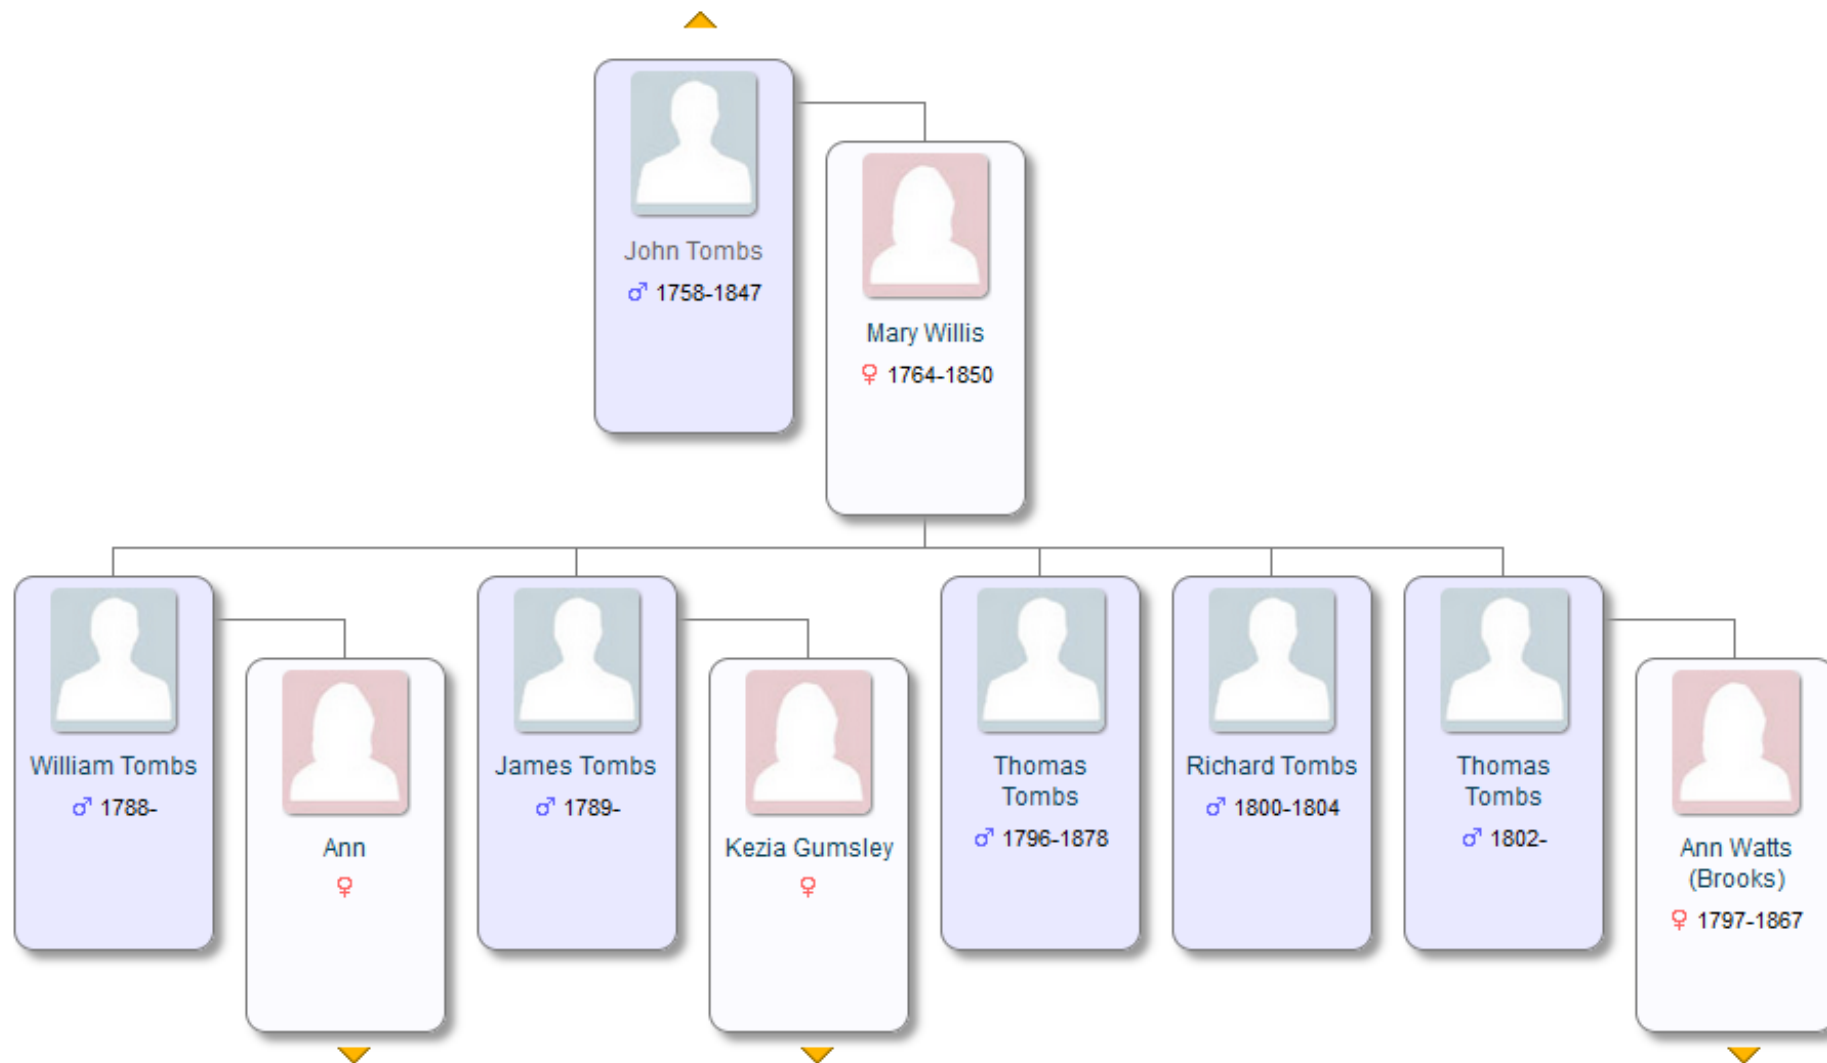 John Tombs
♂ 1758-1847
Mary Willis
♀ 1764-1850
William Tombs
♂ 1788-
Ann
♀
James Tombs
♂ 1789-
Kezia Gumsley
♀
Thomas
Tombs
♂ 1796-1878
Richard Tombs
♂ 1800-1804
Thomas
Tombs
♂ 1802-
Ann Watts
(Brooks)
♀ 1797-1867